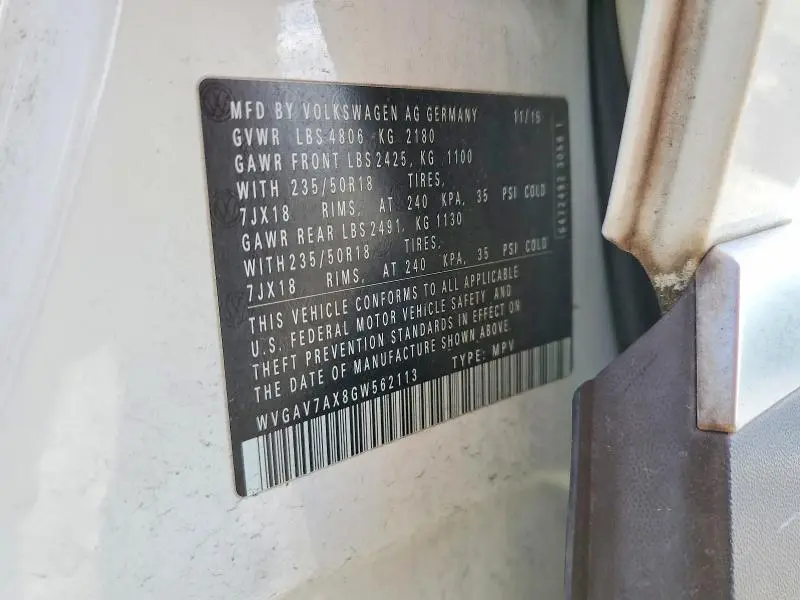 MFD BY VOLKSWAGEN AG GERMANY 11/15
GVWR LBS 4806 KG 2180
GAWR FRONT LBS 2425, KG 1100
WITH 235/50R18 TIRES,
7JX18 RIMS, AT 240 KPA, 35 PSI COLD
GAWR REAR LBS 2491, KG 1130
WITH235/50R18 TIRES,
7JX18 RIMS, AT 240 KPA, 35 PSI COLD
THIS VEHICLE CONFORMS TO ALL APPLICABLE
U.S. FEDERAL MOTOR VEHICLE SAFETY AND
THEFT PREVENTION STANDARDS IN EFFECT ON
THE DATE OF MANUFACTURE SHOWN ABOVE.
WVGAV7AX8GW562113 TYPE: MPV